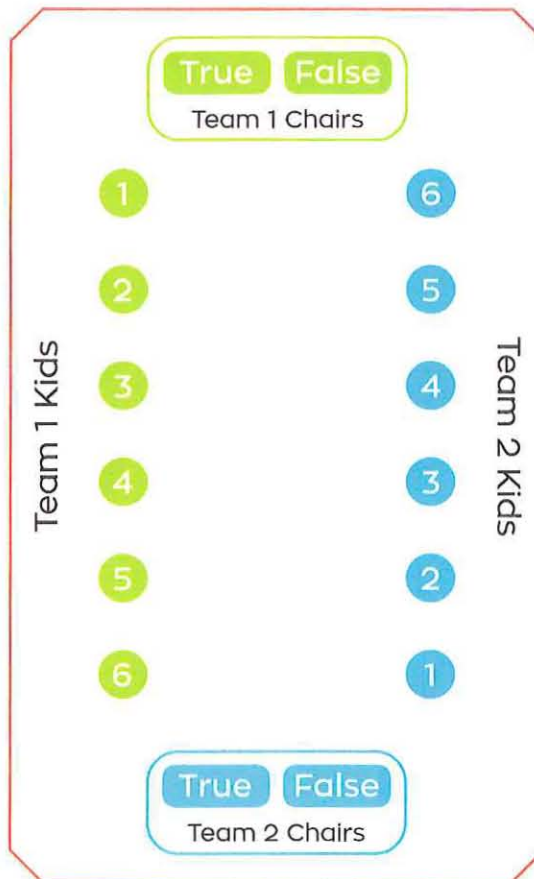 True False
Team 1 Chairs
1 6
2 5
3 4
4 3
5 2
6 1
Team 1 Kids
Team 2 Kids
True False
Team 2 Chairs